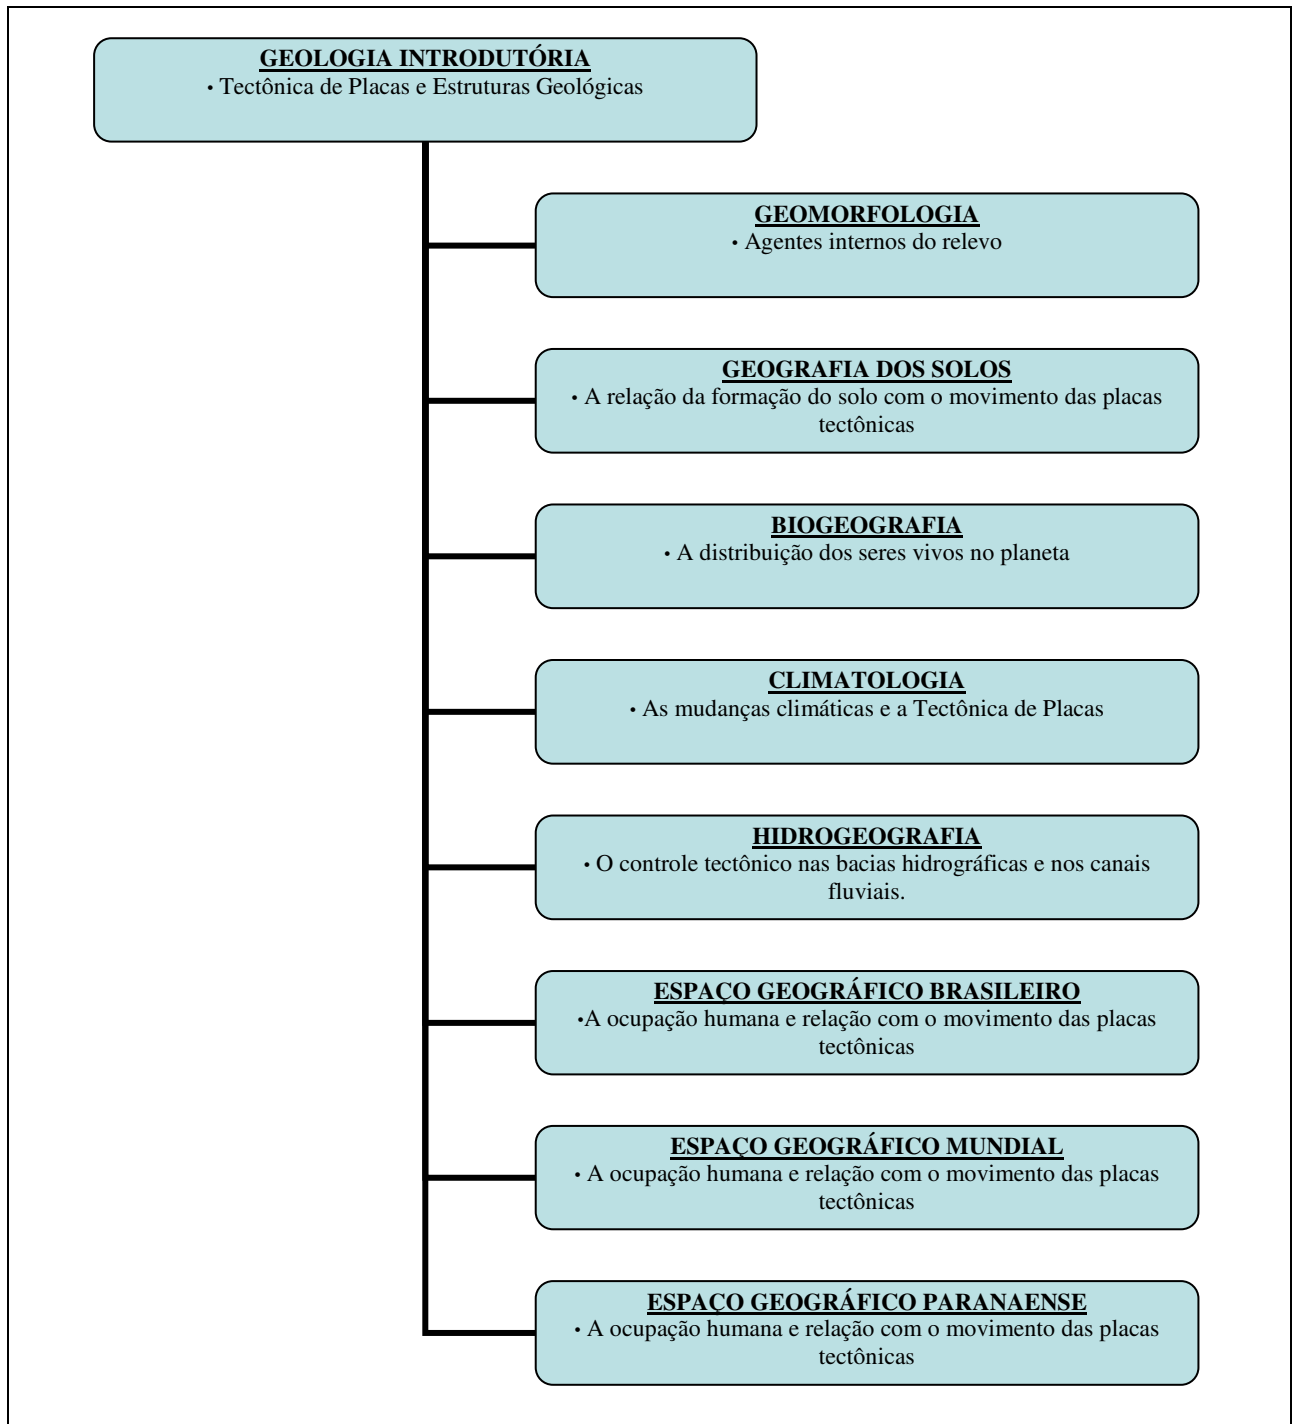 GEOLOGIA INTRODUTÓRIA
• Tectônica de Placas e Estruturas Geológicas
GEOMORFOLOGIA
• Agentes internos do relevo
GEOGRAFIA DOS SOLOS
• A relação da formação do solo com o movimento das placas
tectônicas
BIOGEOGRAFIA
• A distribuição dos seres vivos no planeta
CLIMATOLOGIA
• As mudanças climáticas e a Tectônica de Placas
HIDROGEOGRAFIA
• O controle tectônico nas bacias hidrográficas e nos canais
fluviais.
ESPAÇO GEOGRÁFICO BRASILEIRO
•A ocupação humana e relação com o movimento das placas
tectônicas
ESPAÇO GEOGRÁFICO MUNDIAL
• A ocupação humana e relação com o movimento das placas
tectônicas
ESPAÇO GEOGRÁFICO PARANAENSE
• A ocupação humana e relação com o movimento das placas
tectônicas